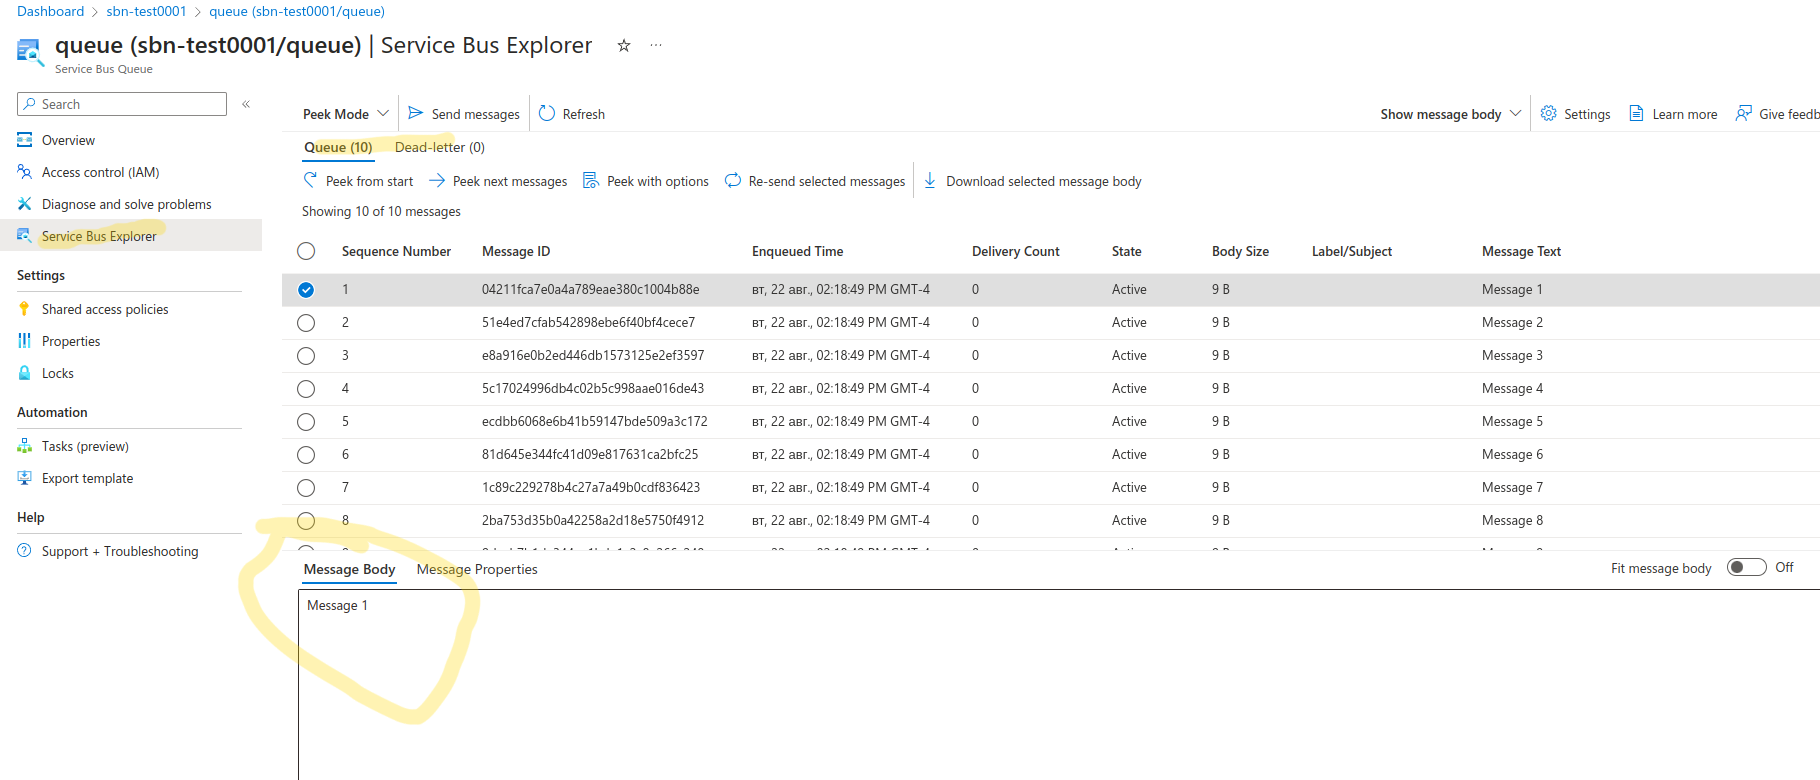 Dashboard > sbn-test0001 > queue (sbn-test0001/queue)
queue (sbn-test0001/queue) | Service Bus Explorer
Service Bus Queue
Search
«
Overview
Access control (IAM)
Diagnose and solve problems
Service Bus Explorer
Settings
Shared access policies
Properties
Locks
Automation
Tasks (preview)
Export template
Help
Support + Troubleshooting
Peek Mode Send messages Refresh Show message body Settings Learn more Give feedb
Queue (10) Dead-letter (0)
Peek from start Peek next messages Peek with options Re-send selected messages Download selected message body
Showing 10 of 10 messages
Sequence Number Message ID Enqueued Time Delivery Count State Body Size Label/Subject Message Text
1 04211fca7e0a4a789eae380c1004b88e вт, 22 авг., 02:18:49 PM GMT-4 0 Active 9 B Message 1
2 51e4ed7cfab542898ebe6f40bf4cece7 вт, 22 авг., 02:18:49 PM GMT-4 0 Active 9 B Message 2
3 e8a916e0b2ed446db1573125e2ef3597 вт, 22 авг., 02:18:49 PM GMT-4 0 Active 9 B Message 3
4 5c17024996db4c02b5c998aae016de43 вт, 22 авг., 02:18:49 PM GMT-4 0 Active 9 B Message 4
5 ecdbb6068e6b41b59147bde509a3c172 вт, 22 авг., 02:18:49 PM GMT-4 0 Active 9 B Message 5
6 81d645e344fc41d09e817631ca2bfc25 вт, 22 авг., 02:18:49 PM GMT-4 0 Active 9 B Message 6
7 1c89c229278b4c27a7a49b0cdf836423 вт, 22 авг., 02:18:49 PM GMT-4 0 Active 9 B Message 7
8 2ba753d35b0a42258a2d18e5750f4912 вт, 22 авг., 02:18:49 PM GMT-4 0 Active 9 B Message 8
Message Body Message Properties Fit message body Off
Message 1